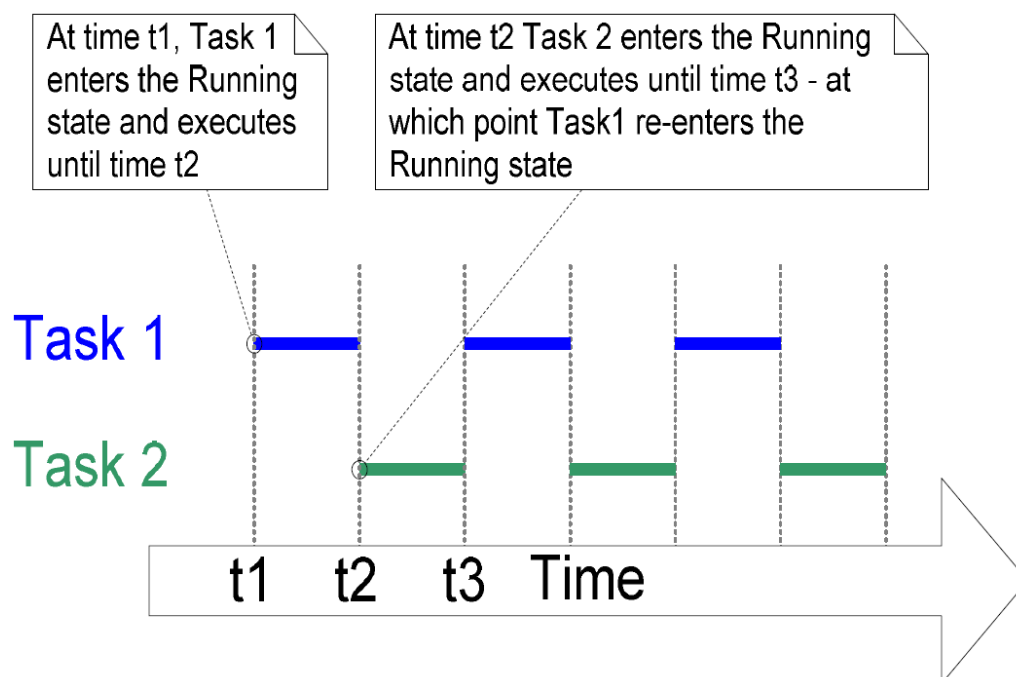 At time t1, Task 1
enters the Running
state and executes
until time t2
At time t2 Task 2 enters the Running
state and executes until time t3 - at
which point Task1 re-enters the
Running state
Task 1
Task 2
t1 t2 t3 Time